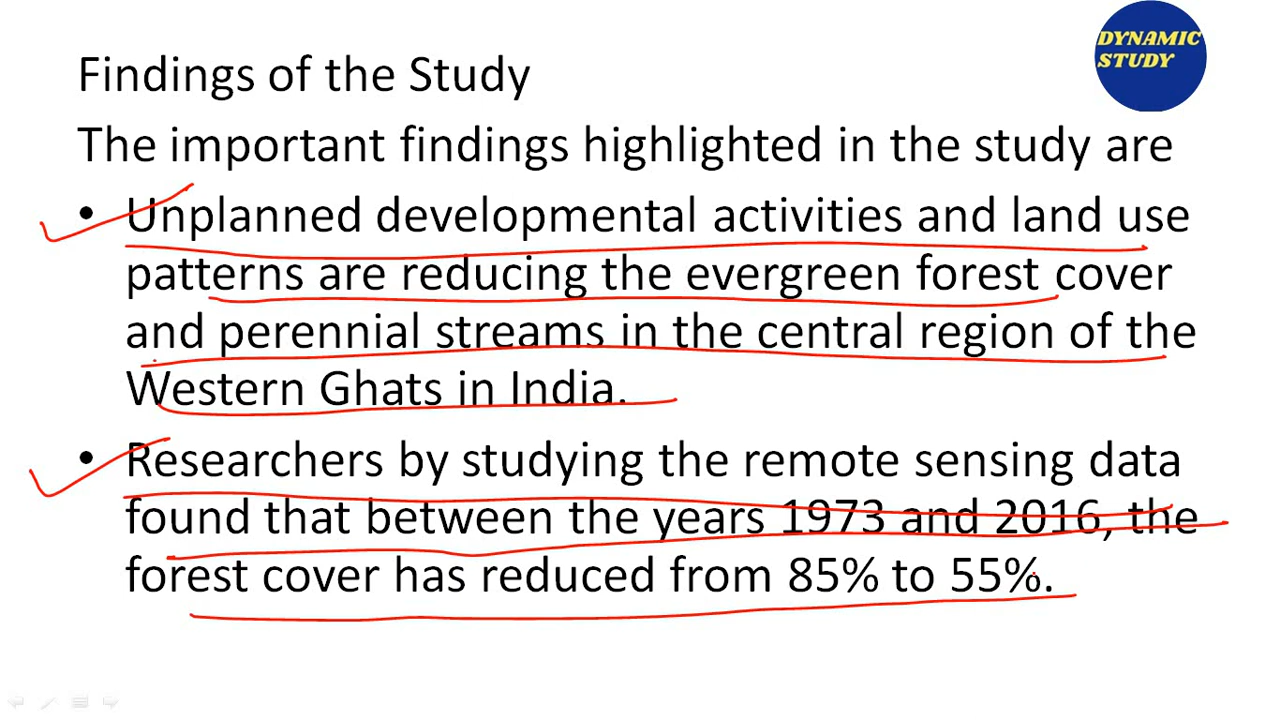 DYNAMIC
STUDY
Findings of the Study
The important findings highlighted in the study are
• Unplanned developmental activities and land use
patterns are reducing the evergreen forest cover
and perennial streams in the central region of the
Western Ghats in India.
• Researchers by studying the remote sensing data
found that between the years 1973 and 2016, the
forest cover has reduced from 85% to 55%.